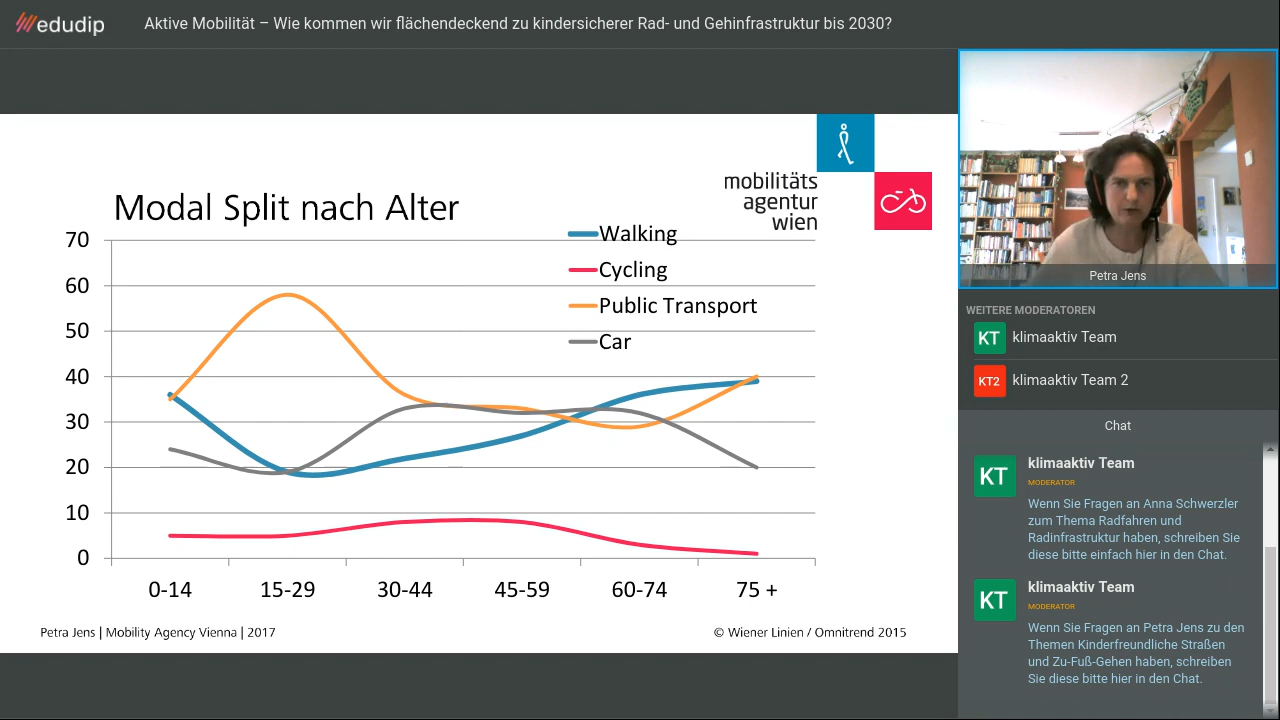 edudip
Aktive Mobilität – Wie kommen wir flächendeckend zu kindersicherer Rad- und Gehinfrastruktur bis 2030?
mobilitäts
agentur
wien
Modal Split nach Alter
Walking
Cycling
Public Transport
Car
70
60
50
40
30
20
10
0
0-14
15-29
30-44
45-59
60-74
75 +
Petra Jens | Mobility Agency Vienna | 2017
© Wiener Linien / Omnitrend 2015
Petra Jens
WEITERE MODERATOREN
KT
klimaaktiv Team
KT2
klimaaktiv Team 2
Chat
KT
klimaaktiv Team
MODERATOR
Wenn Sie Fragen an Anna Schwerzler
zum Thema Radfahren und
Radinfrastruktur haben, schreiben Sie
diese bitte einfach hier in den Chat.
KT
klimaaktiv Team
MODERATOR
Wenn Sie Fragen an Petra Jens zu den
Themen Kinderfreundliche Straßen
und Zu-Fuß-Gehen haben, schreiben
Sie diese bitte hier in den Chat.